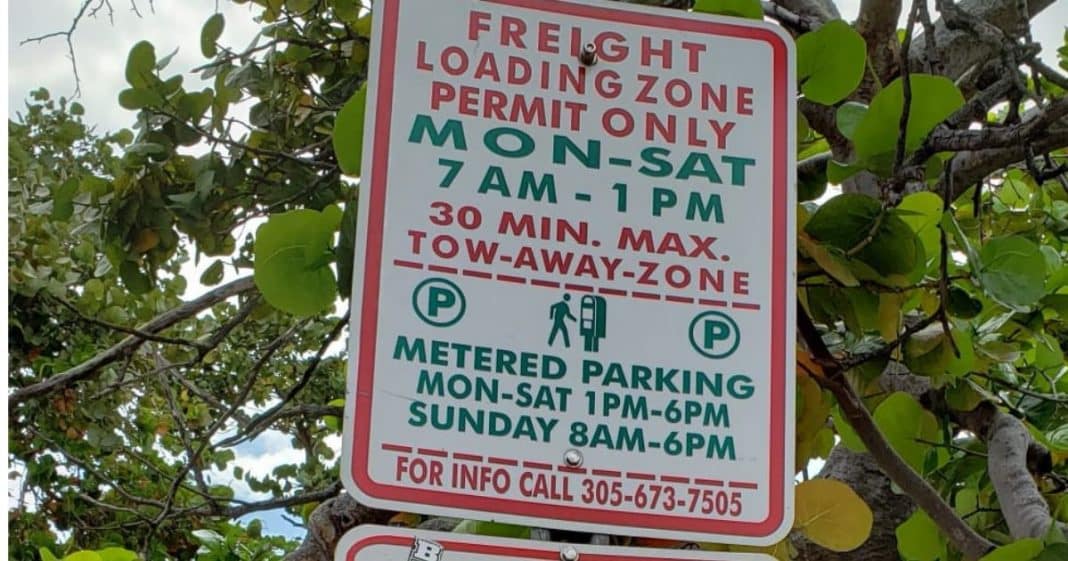 FREIGHT
LOADING ZONE
PERMIT ONLY
MON-SAT
7 AM - 1 PM
30 MIN. MAX.
TOW-AWAY-ZONE
P P
METERED PARKING
MON-SAT 1PM-6PM
SUNDAY 8AM-6PM
FOR INFO CALL 305-673-7505
B